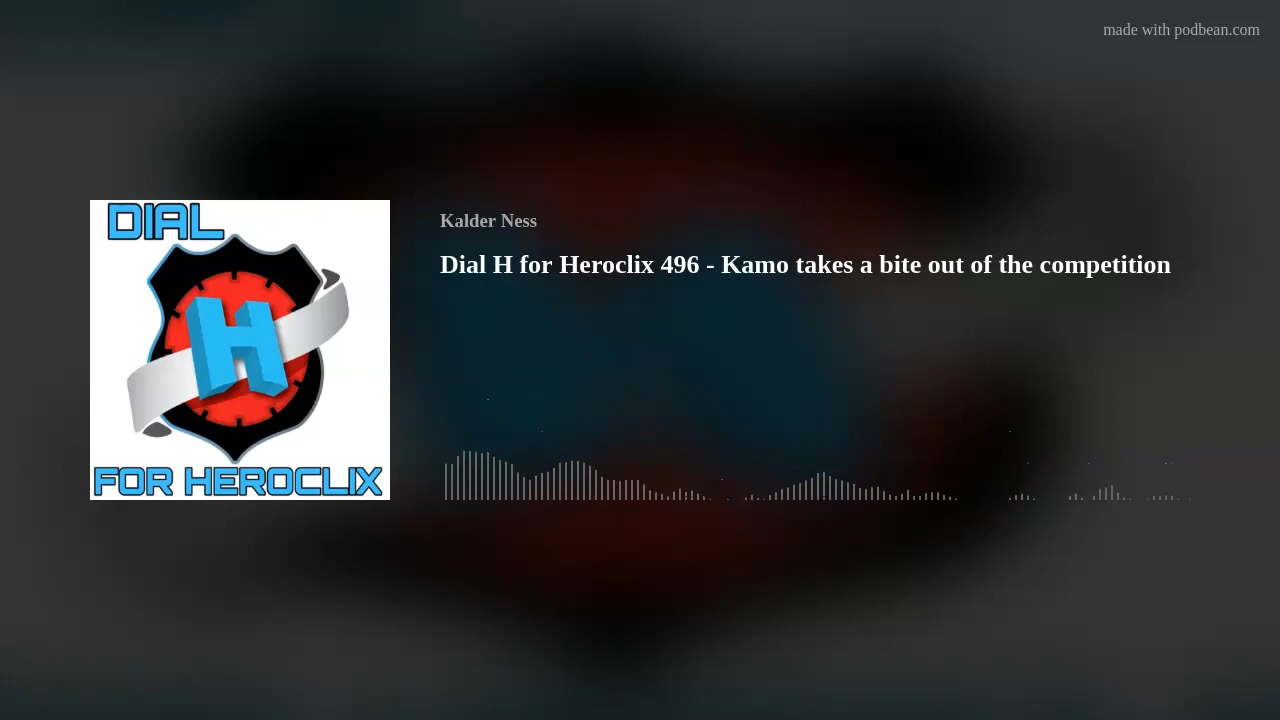 made with podbean.com
DIAL
H
FOR HEROCLIX
Kalder Ness
Dial H for Heroclix 496 - Kamo takes a bite out of the competition